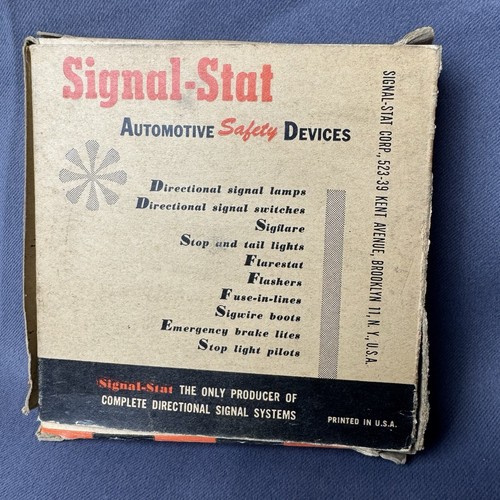 Signal-Stat
AUTOMOTIVE Safety DEVICES
Directional signal lamps
Directional signal switches
Sigflare
Stop and tail lights
Flarestat
Flashers
Fuse-in-lines
Sigwire boots
Emergency brake lites
Stop light pilots
SIGNAL-STAT CORP., 523-39 KENT AVENUE, BROOKLYN 11, N. Y., U.S.A.
Signal-Stat THE ONLY PRODUCER OF
COMPLETE DIRECTIONAL SIGNAL SYSTEMS
PRINTED IN U.S.A.